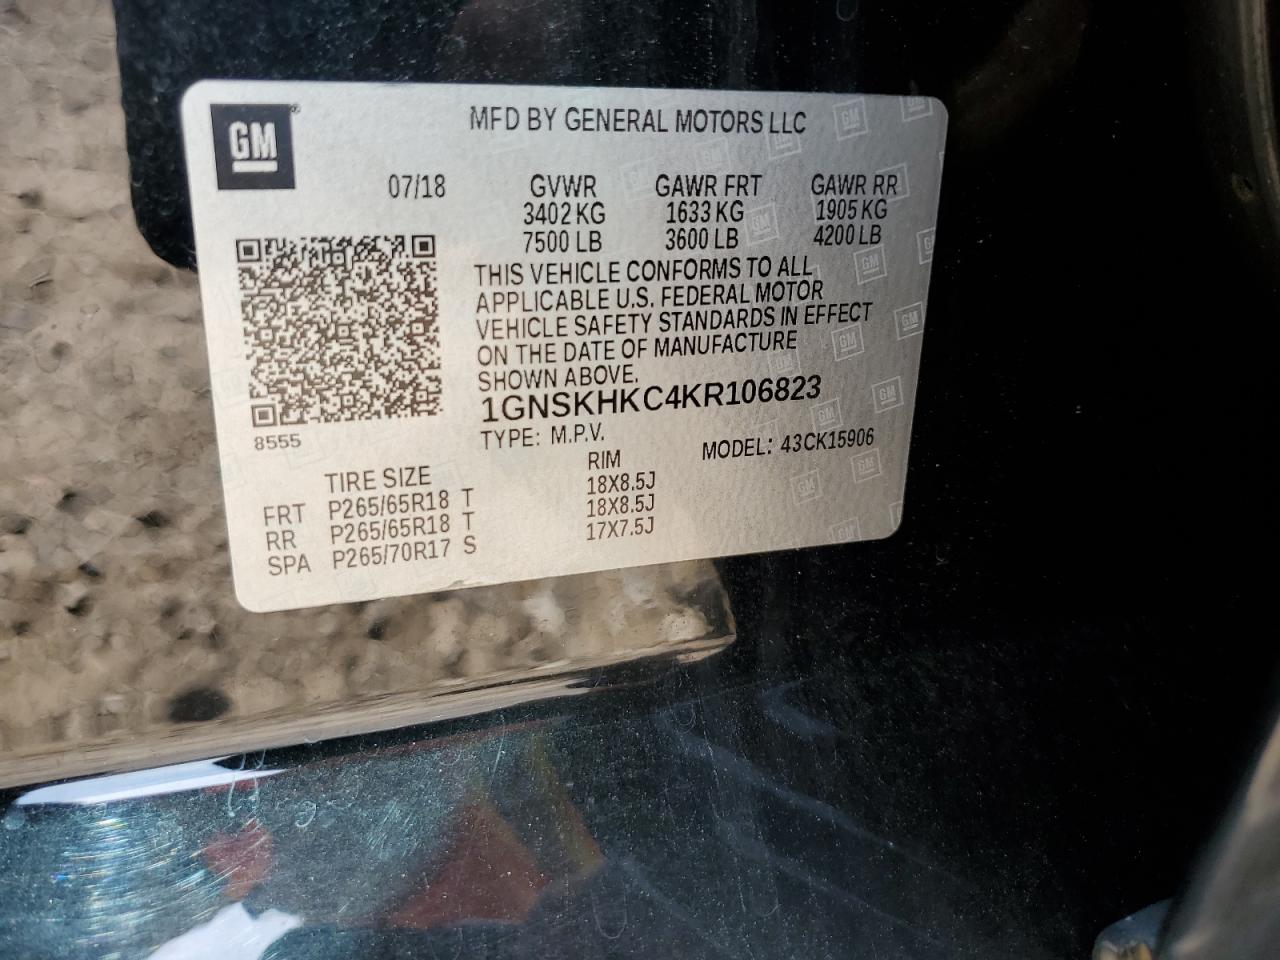 GM
MFD BY GENERAL MOTORS LLC
07/18 GVWR GAWR FRT GAWR RR
3402 KG 1633 KG 1905 KG
7500 LB 3600 LB 4200 LB
THIS VEHICLE CONFORMS TO ALL
APPLICABLE U.S. FEDERAL MOTOR
VEHICLE SAFETY STANDARDS IN EFFECT
ON THE DATE OF MANUFACTURE
SHOWN ABOVE.
1GNSKHKC4KR106823
8555
TYPE: M.P.V. MODEL: 43CK15906
TIRE SIZE RIM
FRT P265/65R18 T 18X8.5J
RR P265/65R18 T 18X8.5J
SPA P265/70R17 S 17X7.5J